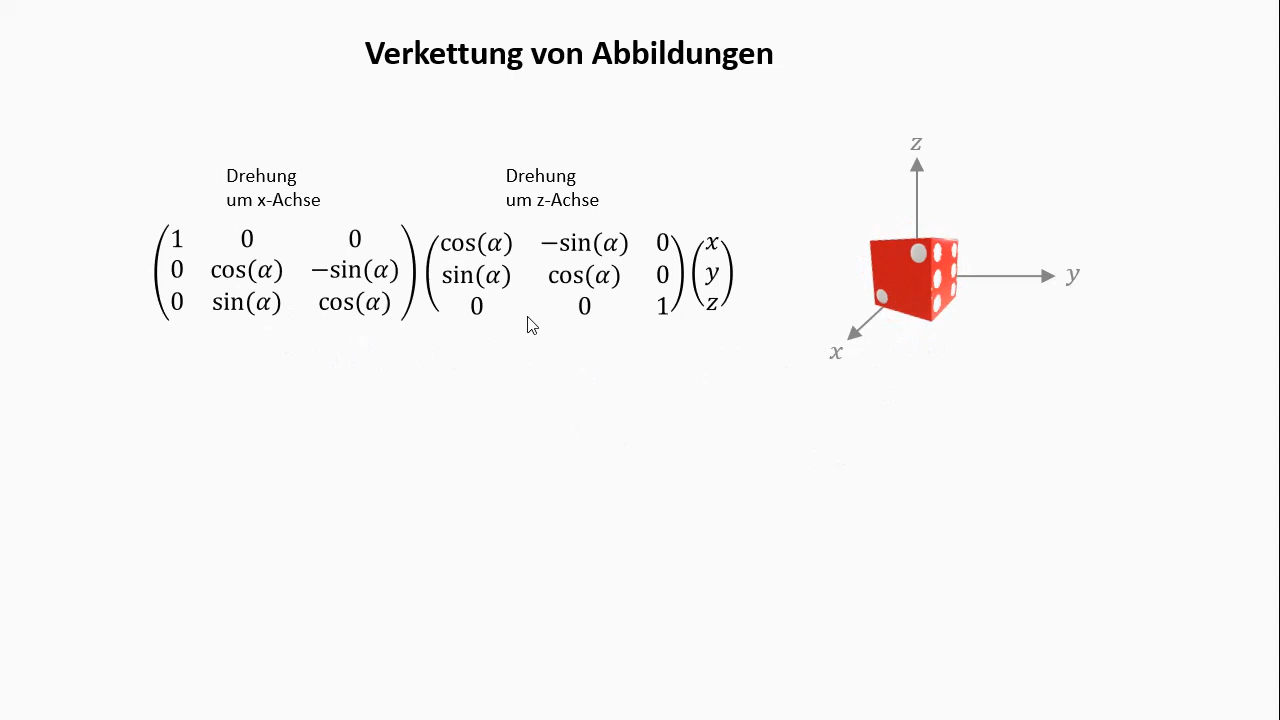 Verkettung von Abbildungen
Drehung
um x-Achse
Drehung
um z-Achse
1 0 0
0 cos(α) −sin(α)
0 sin(α) cos(α)
cos(α) −sin(α) 0
sin(α) cos(α) 0
0 0 1
x
y
z
z
y
x